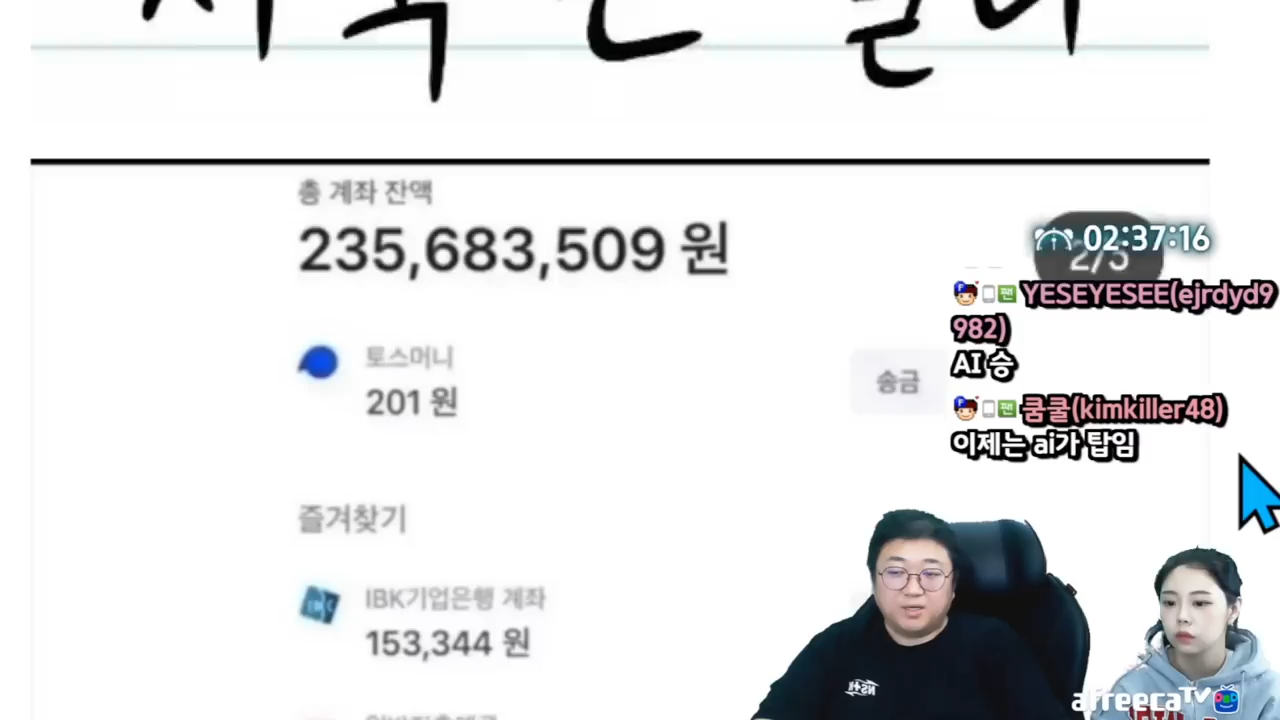 총 계좌 잔액
235,683,509 원
토스머니
201 원
송금
즐겨찾기
IBK기업은행 계좌
153,344 원
02:37:16
2/5
YESEYESEE(ejrdyd9
982)
AI 승
쿰쿨(kimkiller48)
이제는 ai가 탑임
afreecaTV